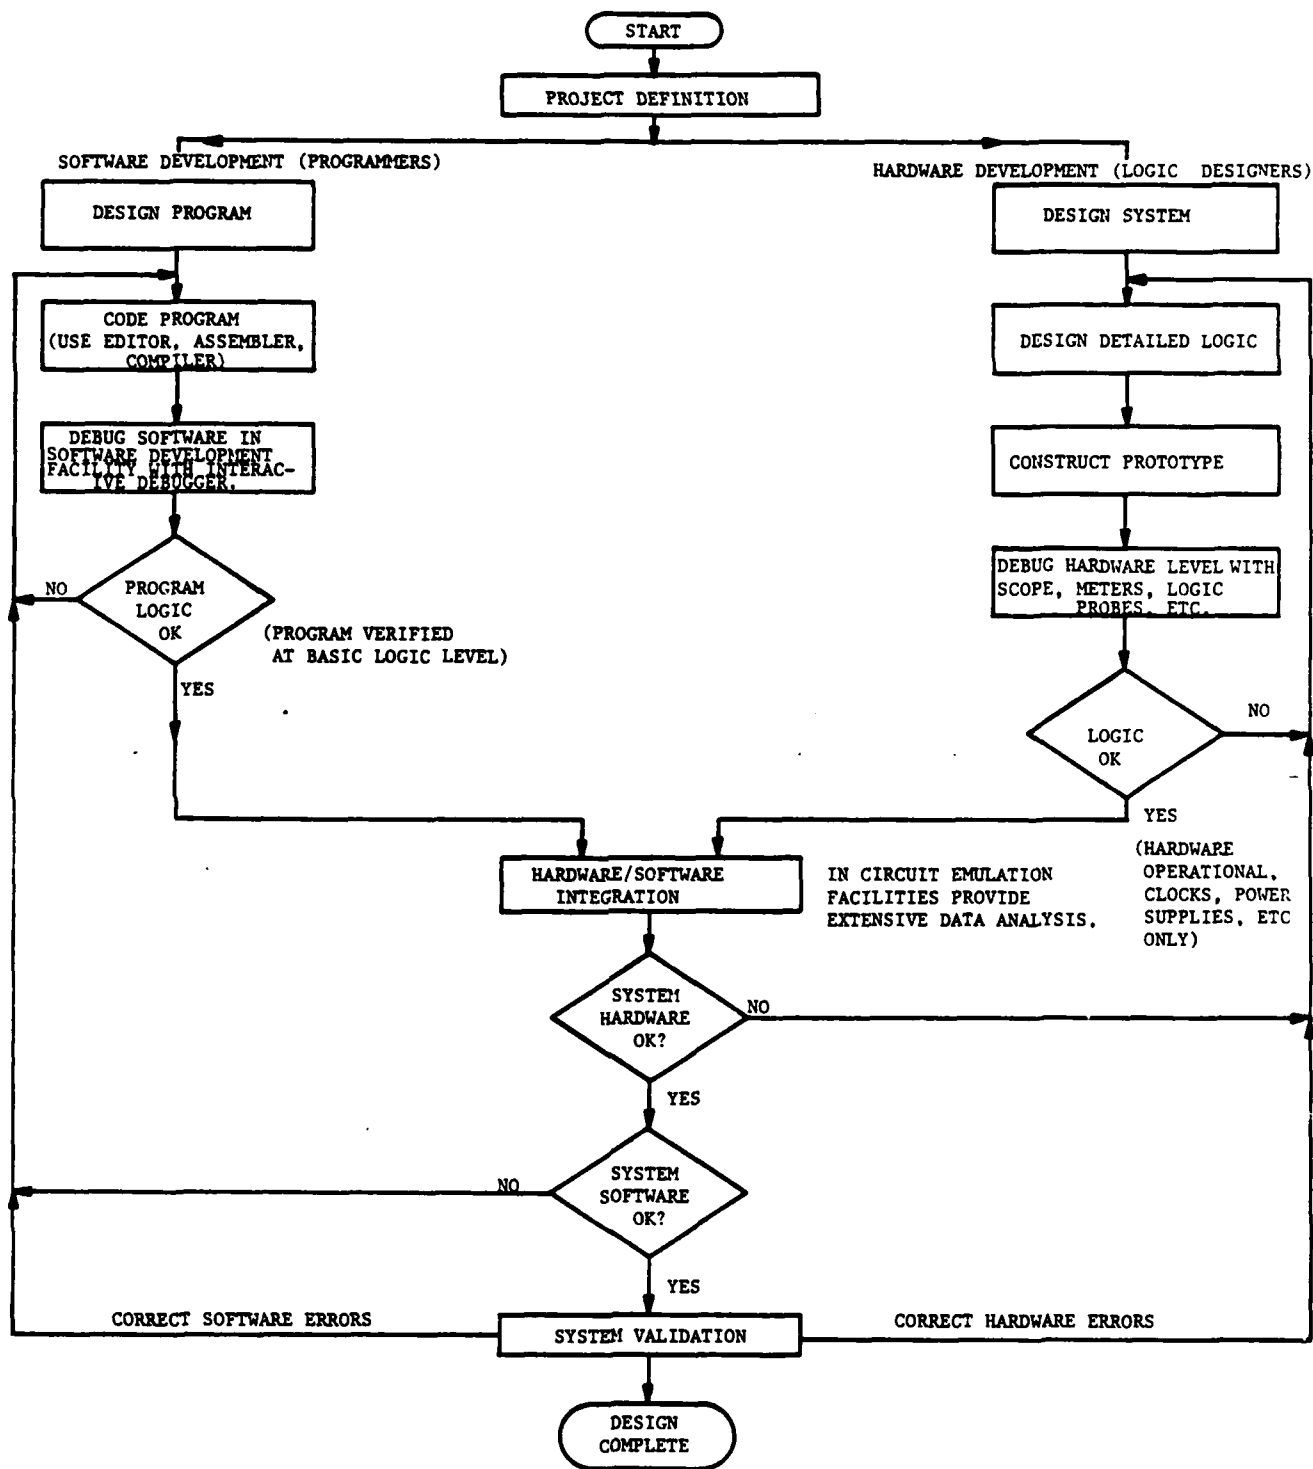 START
PROJECT DEFINITION
SOFTWARE DEVELOPMENT (PROGRAMMERS)
HARDWARE DEVELOPMENT (LOGIC DESIGNERS)
DESIGN PROGRAM
DESIGN SYSTEM
CODE PROGRAM
(USE EDITOR, ASSEMBLER,
COMPILER)
DESIGN DETAILED LOGIC
DEBUG SOFTWARE IN
SOFTWARE DEVELOPMENT
FACILITY WITH INTERAC-
IVE DEBUGGER.
CONSTRUCT PROTOTYPE
DEBUG HARDWARE LEVEL WITH
SCOPE, METERS, LOGIC
PROBES, ETC.
NO
PROGRAM
LOGIC
OK
(PROGRAM VERIFIED
AT BASIC LOGIC LEVEL)
YES
NO
LOGIC
OK
YES
(HARDWARE
OPERATIONAL,
CLOCKS, POWER
SUPPLIES, ETC
ONLY)
HARDWARE/SOFTWARE
INTEGRATION
IN CIRCUIT EMULATION
FACILITIES PROVIDE
EXTENSIVE DATA ANALYSIS.
SYSTEM
HARDWARE
OK?
NO
YES
NO
SYSTEM
SOFTWARE
OK?
YES
CORRECT SOFTWARE ERRORS
SYSTEM VALIDATION
CORRECT HARDWARE ERRORS
DESIGN
COMPLETE